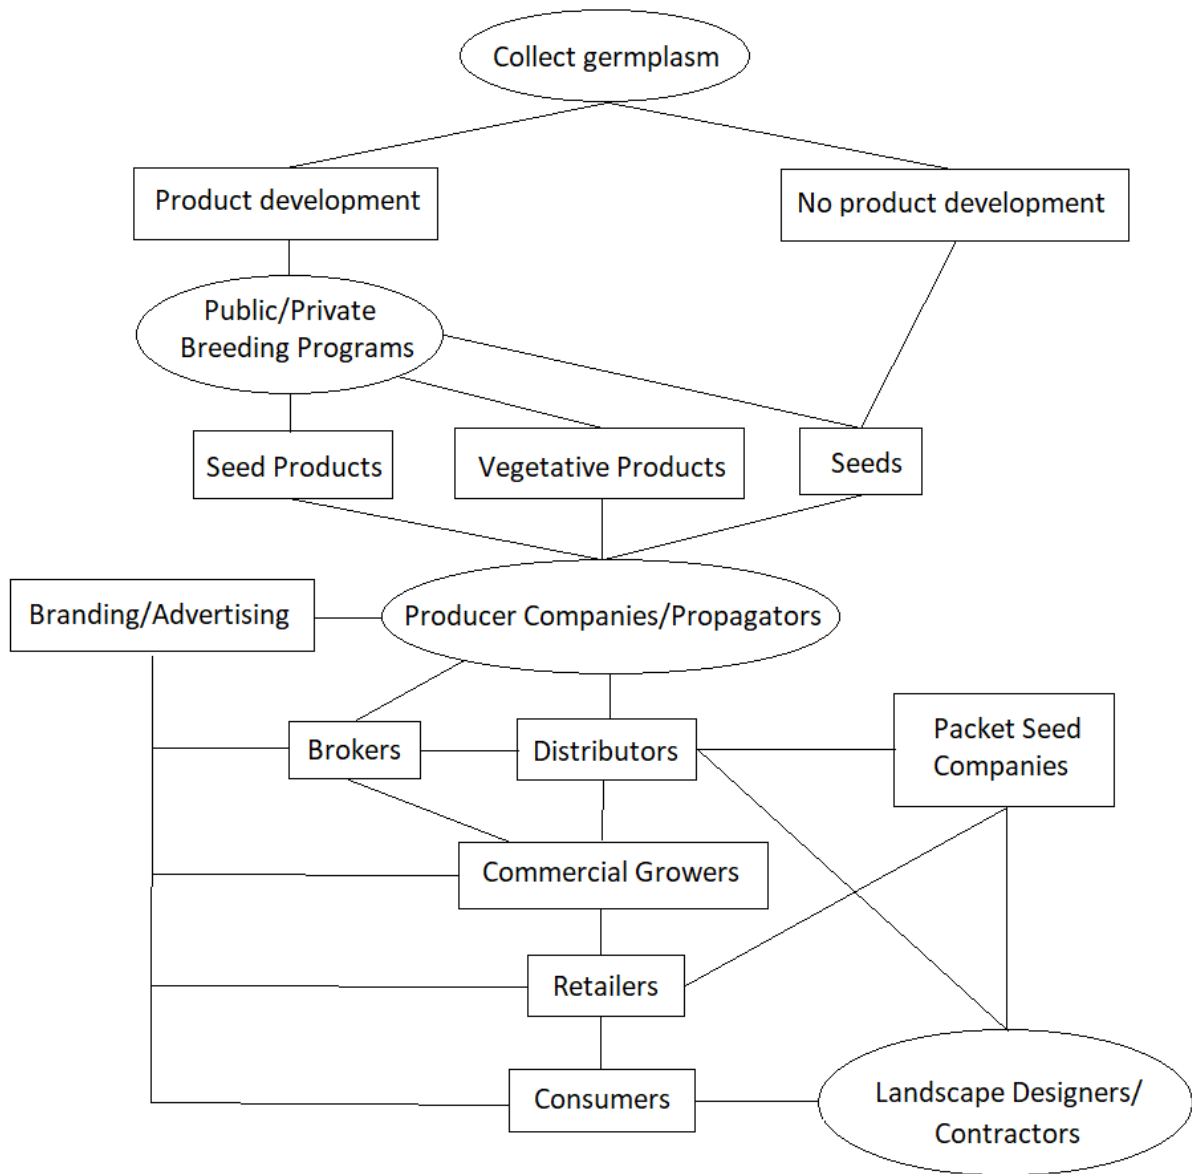 Collect germplasm
Product development
No product development
Public/Private
Breeding Programs
Seed Products
Vegetative Products
Seeds
Branding/Advertising
Producer Companies/Propagators
Brokers
Distributors
Packet Seed
Companies
Commercial Growers
Retailers
Consumers
Landscape Designers/
Contractors